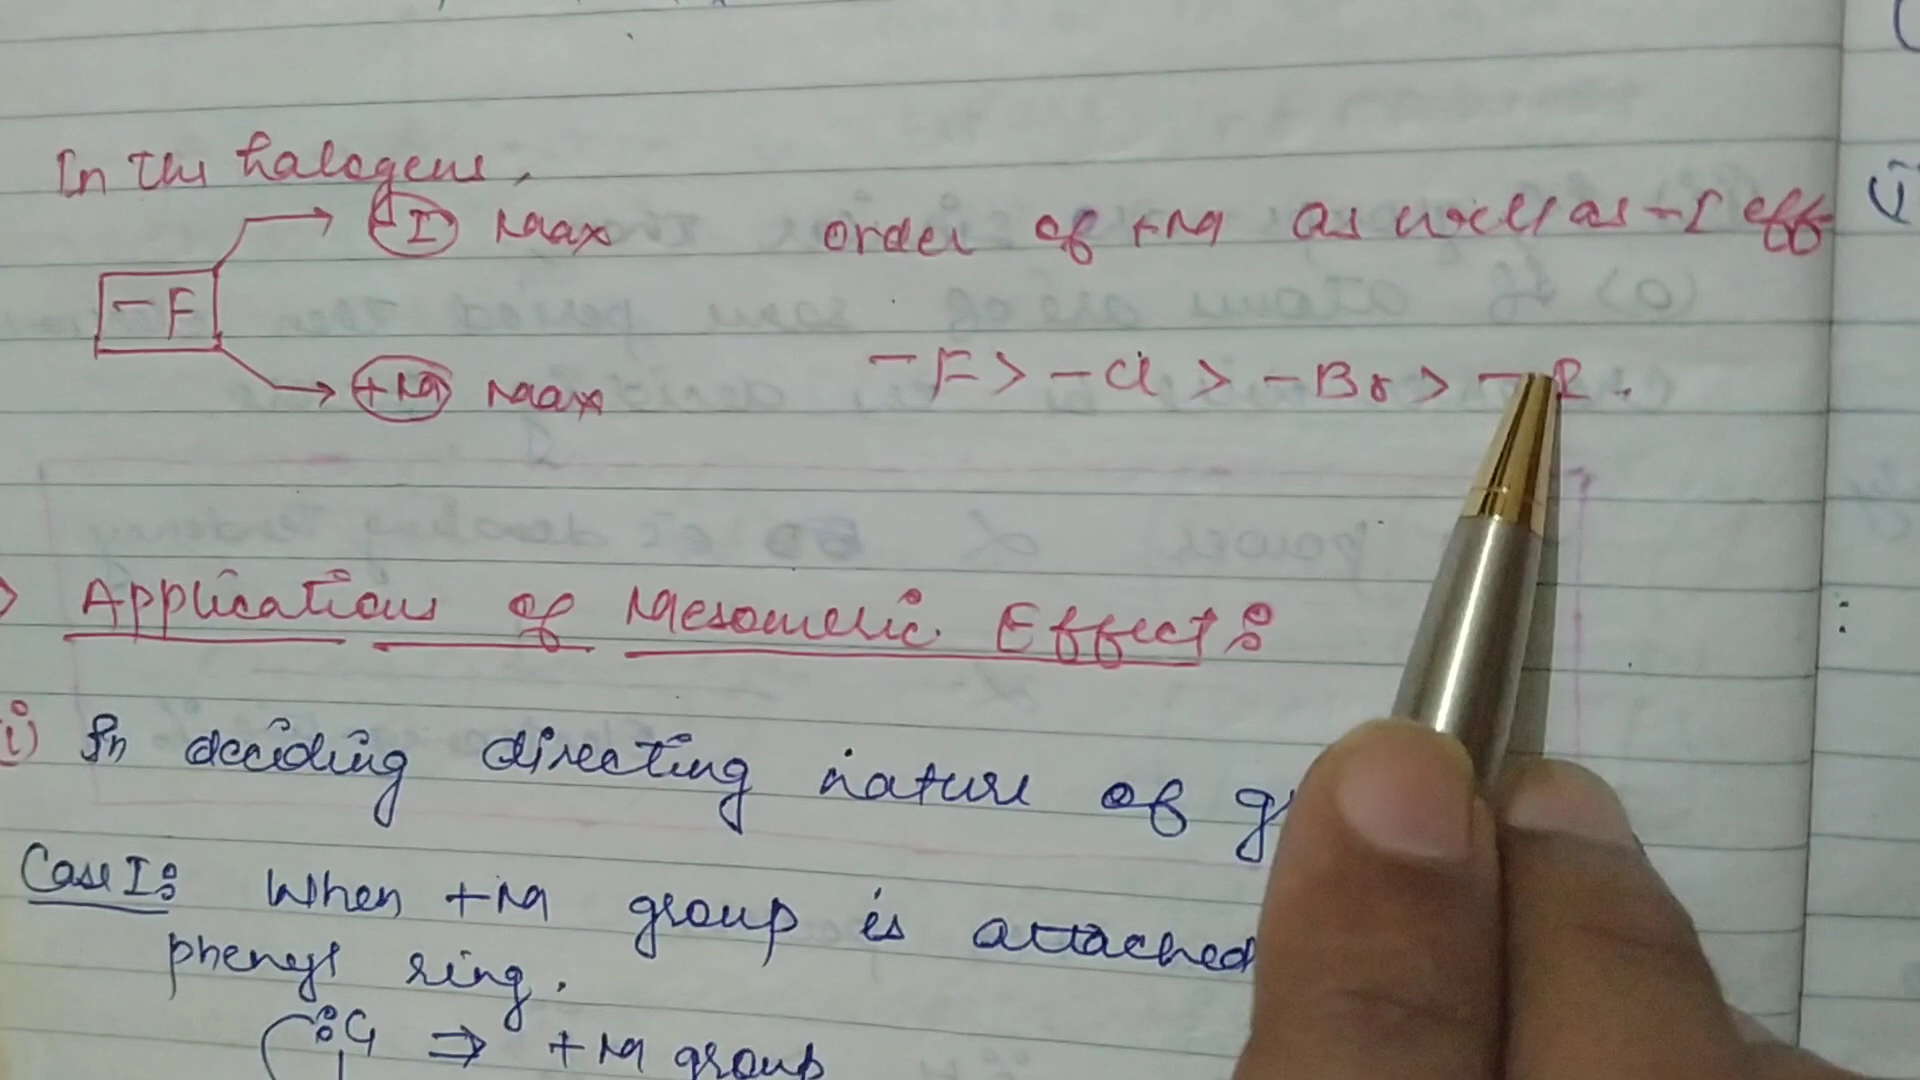 In the halogens,
-I Max
order of +M as well as -I eff
-F
+M Max
-F > -Cl > -Br > -I.
Applications of Mesomeric Effect:
i) In deciding directing nature of
Case I: When +M group is attached
phenyl ring.
:G ⇒ +M group